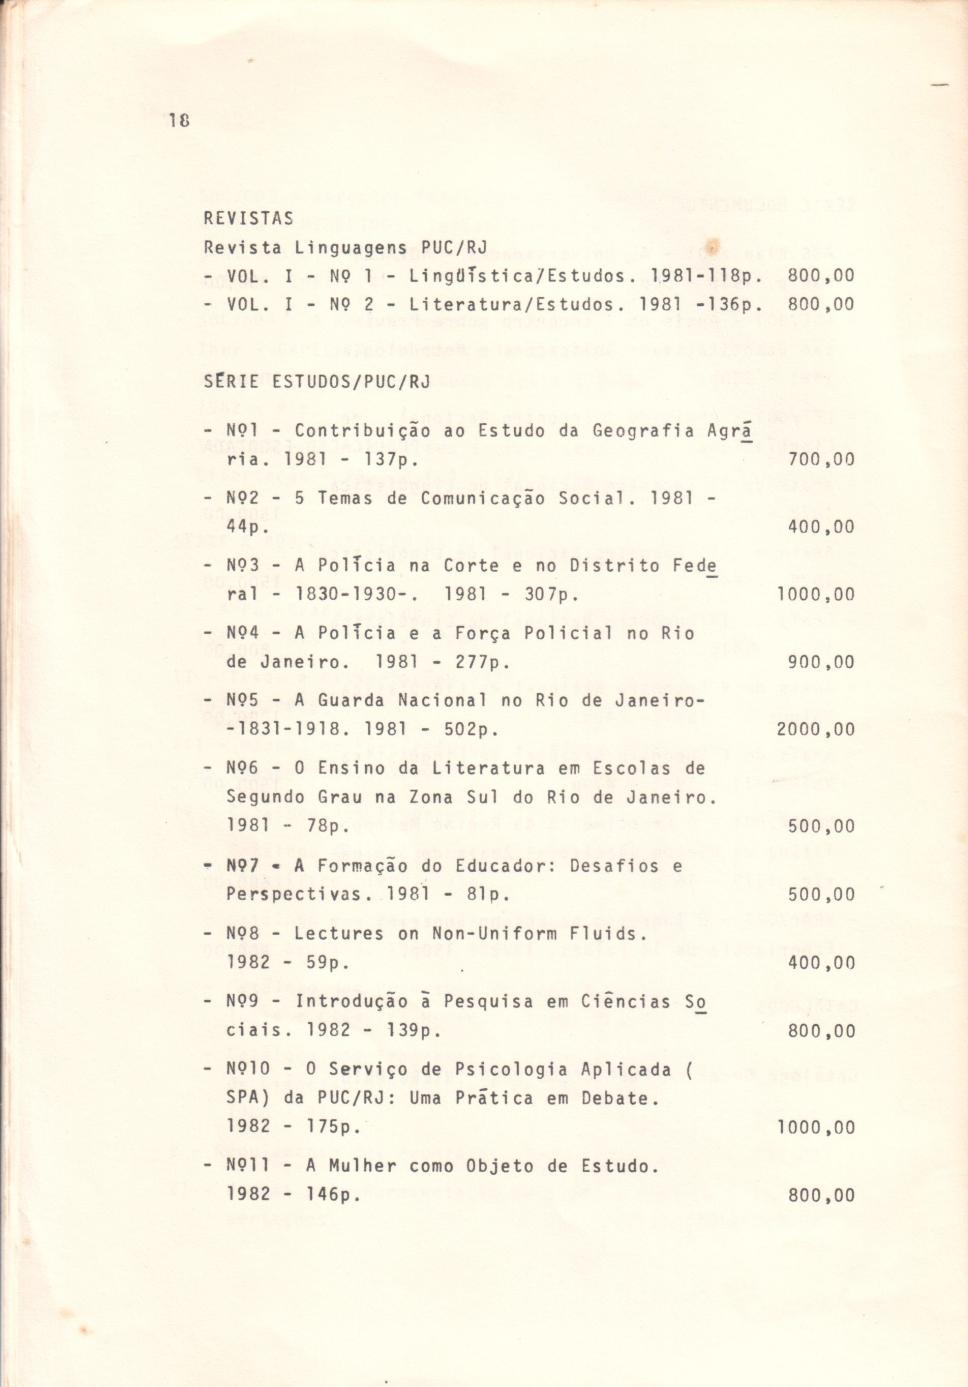 18
REVISTAS
Revista Linguagens PUC/RJ
- VOL. I - Nº 1 - Lingüística/Estudos. 1981-118p. 800,00
- VOL. I - Nº 2 - Literatura/Estudos. 1981 -136p. 800,00
SÉRIE ESTUDOS/PUC/RJ
- Nº1 - Contribuição ao Estudo da Geografia Agrá
ria. 1981 - 137p. 700,00
- Nº2 - 5 Temas de Comunicação Social. 1981 -
44p. 400,00
- Nº3 - A Polícia na Corte e no Distrito Fede
ral - 1830-1930-. 1981 - 307p. 1000,00
- Nº4 - A Polícia e a Força Policial no Rio
de Janeiro. 1981 - 277p. 900,00
- Nº5 - A Guarda Nacional no Rio de Janeiro-
-1831-1918. 1981 - 502p. 2000,00
- Nº6 - O Ensino da Literatura em Escolas de
Segundo Grau na Zona Sul do Rio de Janeiro.
1981 - 78p. 500,00
- Nº7 - A Formação do Educador: Desafios e
Perspectivas. 1981 - 81p. 500,00
- Nº8 - Lectures on Non-Uniform Fluids.
1982 - 59p. 400,00
- Nº9 - Introdução à Pesquisa em Ciências So
ciais. 1982 - 139p. 800,00
- Nº10 - O Serviço de Psicologia Aplicada (
SPA) da PUC/RJ: Uma Prática em Debate.
1982 - 175p. 1000,00
- Nº11 - A Mulher como Objeto de Estudo.
1982 - 146p. 800,00